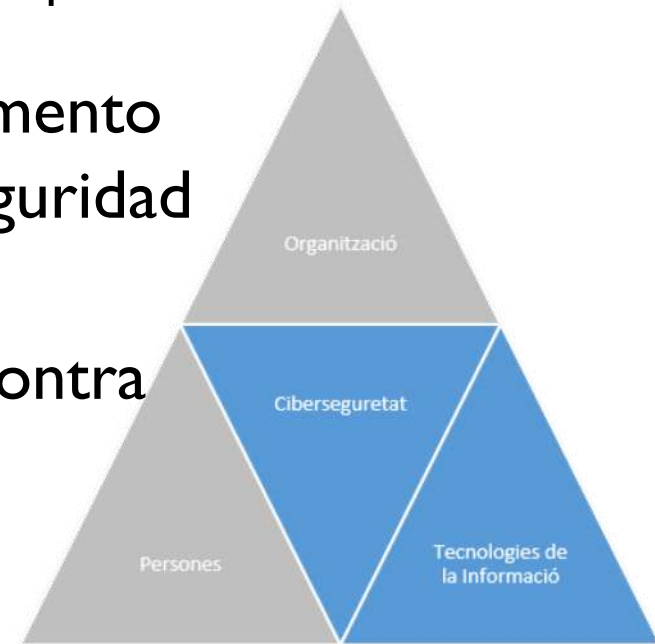 mento
guridad
ontra
Organització
Ciberseguretat
Persones
Tecnologies de
la Informació